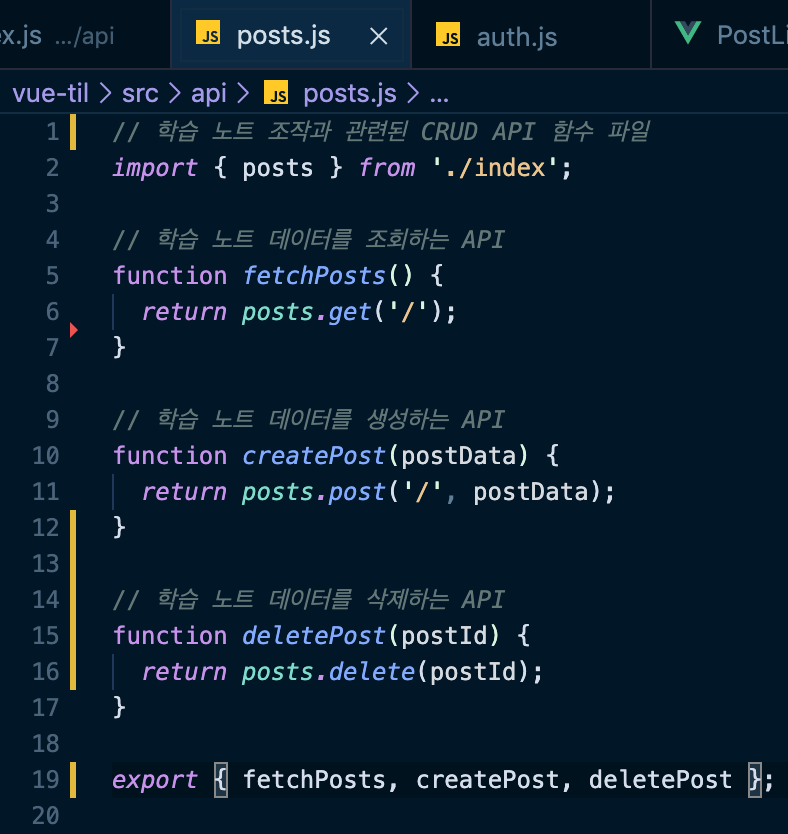 ex.js .../api JS posts.js × JS auth.js PostLi
vue-til > src > api > JS posts.js > ...
1 // 학습 노트 조작과 관련된 CRUD API 함수 파일
2 import { posts } from './index';
3
4 // 학습 노트 데이터를 조회하는 API
5 function fetchPosts() {
6 return posts.get('/');
7 }
8
9 // 학습 노트 데이터를 생성하는 API
10 function createPost(postData) {
11 return posts.post('/', postData);
12 }
13
14 // 학습 노트 데이터를 삭제하는 API
15 function deletePost(postId) {
16 return posts.delete(postId);
17 }
18
19 export { fetchPosts, createPost, deletePost };
20